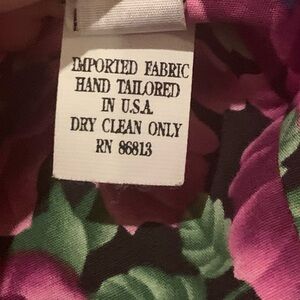 IMPORTED FABRIC
HAND TAILORED
IN U.S.A.
DRY CLEAN ONLY
RN 86813